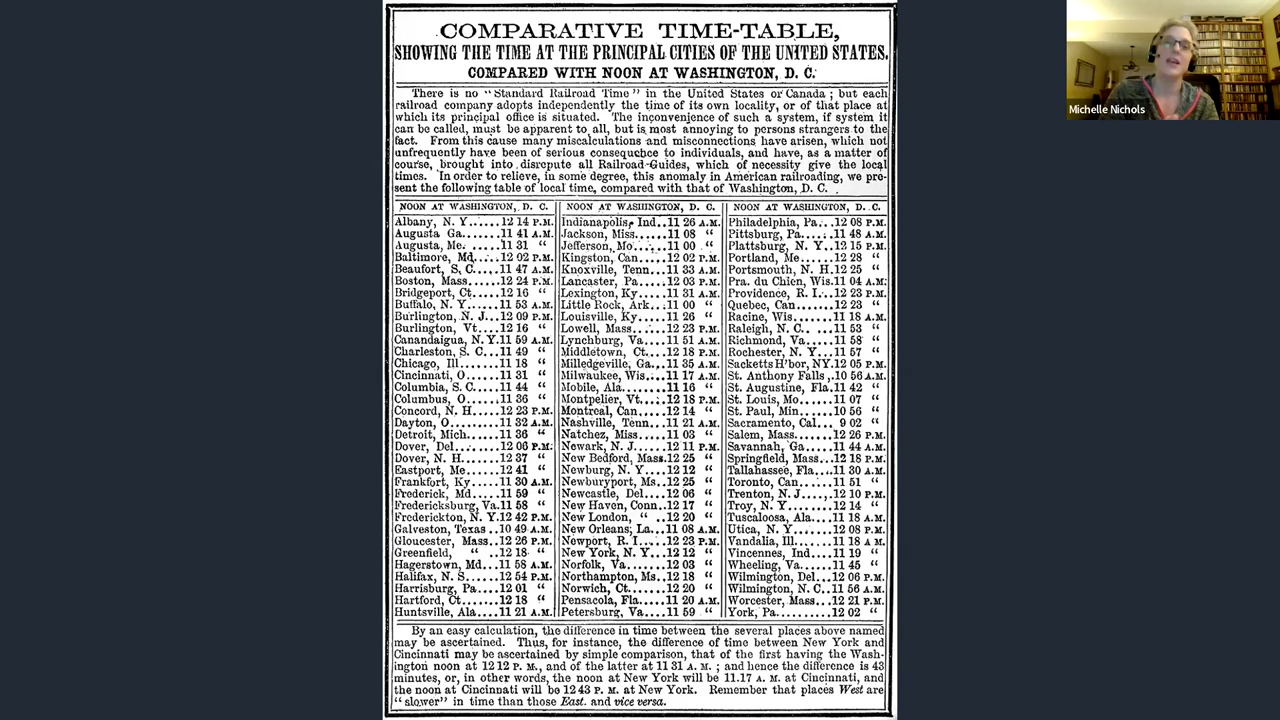 COMPARATIVE TIME-TABLE,
SHOWING THE TIME AT THE PRINCIPAL CITIES OF THE UNITED STATES.
COMPARED WITH NOON AT WASHINGTON, D. C.
There is no "Standard Railroad Time" in the United States or Canada ; but each
railroad company adopts independently the time of its own locality, or of that place at
which its principal office is situated. The inconvenience of such a system, if system it
can be called, must be apparent to all, but is most annoying to persons strangers to the
fact. From this cause many miscalculations and misconnections have arisen, which not
unfrequently have been of serious consequence to individuals, and have, as a matter of
course, brought into disrepute all Railroad-Guides, which of necessity give the local
times. In order to relieve, in some degree, this anomaly in American railroading, we pre-
sent the following table of local time, compared with that of Washington, D. C.
NOON AT WASHINGTON, D. C.
Albany, N. Y......12 14 P.M.
Augusta Ga.....11 41 A.M.
Augusta, Me. .....11 31 "
Baltimore, Md....12 02 P.M.
Beaufort, S, C....11 47 A.M.
Boston, Mass.....12 24 P.M.
Bridgeport, Ct....12 16 "
Buffalo, N. Y.....11 53 A.M.
Burlington, N. J...12 09 P.M.
Burlington, Vt....12 16 "
Canandaigua, N.Y.11 59 A.M.
Charleston, S. C...11 49 "
Chicago, Ill.......11 18 "
Cincinnati, O.....11 31 "
Columbia, S. C....11 44 "
Columbus, O.....11 36 "
Concord, N. H....12 23 P.M.
Dayton, O........11 32 A.M.
Detroit, Mich.....11 36 "
Dover, Del.......12 06 P.M.
Dover, N. H......12 37 "
Eastport, Me.....12 41 "
Frankfort, Ky....11 30 A.M.
Frederick, Md....11 59 "
Fredericksburg, Va.11 58 "
Frederickton, N. Y.12 42 P.M.
Galveston, Texas ..10 49 A.M.
Gloucester, Mass..12 26 P.M.
Greenfield, " ..12 18 "
Hagerstown, Md...11 58 A.M.
Halifax, N. S......12 54 P.M.
Harrisburg, Pa....12 01 "
Hartford, Ct......12 18 "
Huntsville, Ala....11 21 A.M.
NOON AT WASHINGTON, D. C.
Indianapolis, Ind..11 26 A.M.
Jackson, Miss.....11 08 "
Jefferson, Mo.....11 00 "
Kingston, Can....12 02 P.M.
Knoxville, Tenn...11 33 A.M.
Lancaster, Pa.....12 03 P.M.
Lexington, Ky....11 31 A.M.
Little Rock, Ark...11 00 "
Louisville, Ky.....11 26 "
Lowell, Mass......12 23 P.M.
Lynchburg, Va....11 51 A.M.
Middletown, Ct...12 18 P.M.
Milledgeville, Ga...11 35 A.M.
Milwaukee, Wis...11 17 A.M.
Mobile, Ala........11 16 "
Montpelier, Vt....12 18 P.M.
Montreal, Can....12 14 "
Nashville, Tenn...11 21 A.M.
Natchez, Miss....11 03 "
Newark, N. J.....12 11 P.M.
New Bedford, Mass.12 25 "
Newburg, N. Y....12 12 "
Newburyport, Ms..12 25 "
Newcastle, Del....12 06 "
New Haven, Conn..12 17 "
New London, " ...12 20 "
New Orleans, La...11 08 A.M.
Newport, R. I.....12 23 P.M.
New York, N. Y...12 12 "
Norfolk, Va.......12 03 "
Northampton, Ms..12 18 "
Norwich, Ct......12 20 "
Pensacola, Fla....11 20 A.M.
Petersburg, Va....11 59 "
NOON AT WASHINGTON, D. C.
Philadelphia, Pa...12 08 P.M.
Pittsburg, Pa.....11 48 A.M.
Plattsburg, N. Y..12 15 P.M.
Portland, Me.....12 28 "
Portsmouth, N. H.12 25 "
Pra. du Chien, Wis.11 04 A.M.
Providence, R. I...12 23 P.M.
Quebec, Can......12 23 "
Racine, Wis.......11 18 A.M.
Raleigh, N. C.. ..11 53 "
Richmond, Va....11 58 "
Rochester, N. Y...11 57 "
Sacketts H'bor, NY.12 05 P.M.
St. Anthony Falls ,.10 56 A.M.
St. Augustine, Fla.11 42 "
St. Louis, Mo.....11 07 "
St. Paul, Min.....10 56 "
Sacramento, Cal... 9 02 "
Salem, Mass......12 26 P.M.
Savannah, Ga.....11 44 A.M.
Springfield, Mass..12 18 P.M.
Tallahassee, Fla...11 30 A.M.
Toronto, Can.....11 51 "
Trenton, N. J.....12 10 P.M.
Troy, N. Y.......12 14 "
Tuscaloosa, Ala...11 18 A.M.
Utica, N. Y......12 08 P.M.
Vandalia, Ill......11 18 A M.
Vincennes, Ind...11 19 "
Wheeling, Va.....11 45 "
Wilmington, Del..12 06 P.M.
Wilmington, N. C..11 56 A.M.
Worcester, Mass..12 21 P.M.
York, Pa.........12 02 "
By an easy calculation, the difference in time between the several places above named
may be ascertained. Thus, for instance, the difference of time between New York and
Cincinnati may be ascertained by simple comparison, that of the first having the Wash-
ington noon at 12 12 P. M., and of the latter at 11 31 A. M. ; and hence the difference is 43
minutes, or, in other words, the noon at New York will be 11.17 A. M. at Cincinnati, and
the noon at Cincinnati will be 12 43 P. M. at New York. Remember that places West are
"slower" in time than those East. and vice versa.
Michelle Nichols